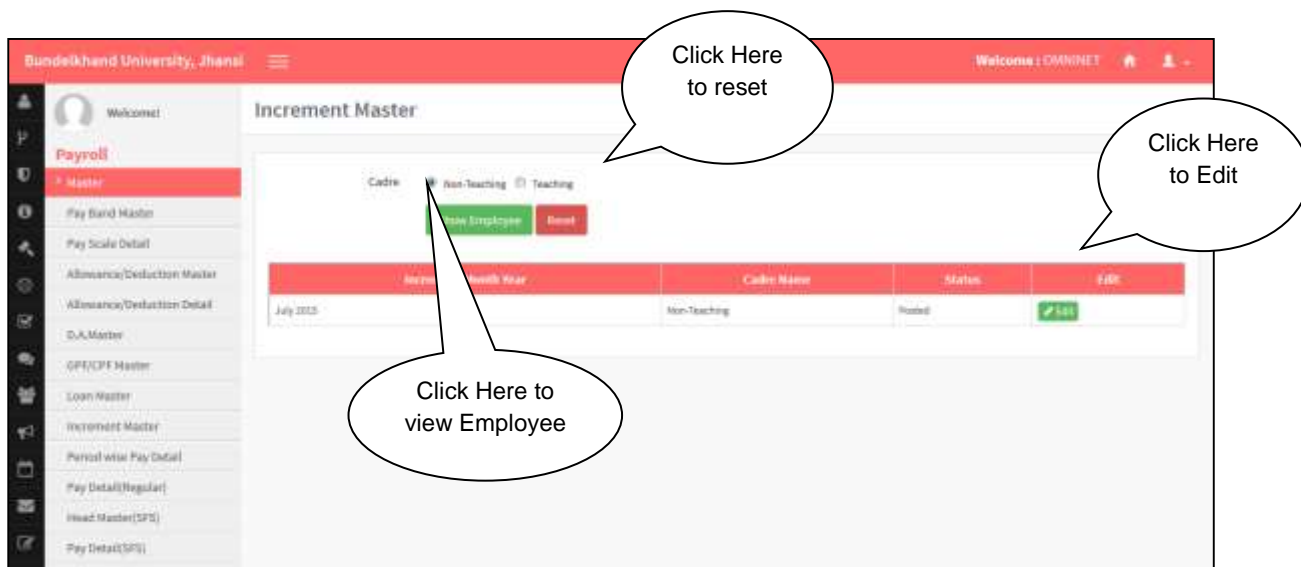 Click Here
to reset
Bundelkhand University, Jhansi
Welcome : OMNINET
Welcome!
Increment Master
Click Here
to Edit
Payroll
Master
Cadre
Non-Teaching
Teaching
Pay Band Master
Show Employee
Reset
Pay Scale Detail
Allowance/Deduction Master
Increment Month Year
Cadre Name
Status
Edit
Allowance/Deduction Detail
July 2015
Non-Teaching
Posted
Edit
D.A.Master
GPF/CPF Master
Loan Master
Click Here to
view Employee
Increment Master
Period wise Pay Detail
Pay Detail(Regular)
Head Master(SFS)
Pay Detail(SFS)